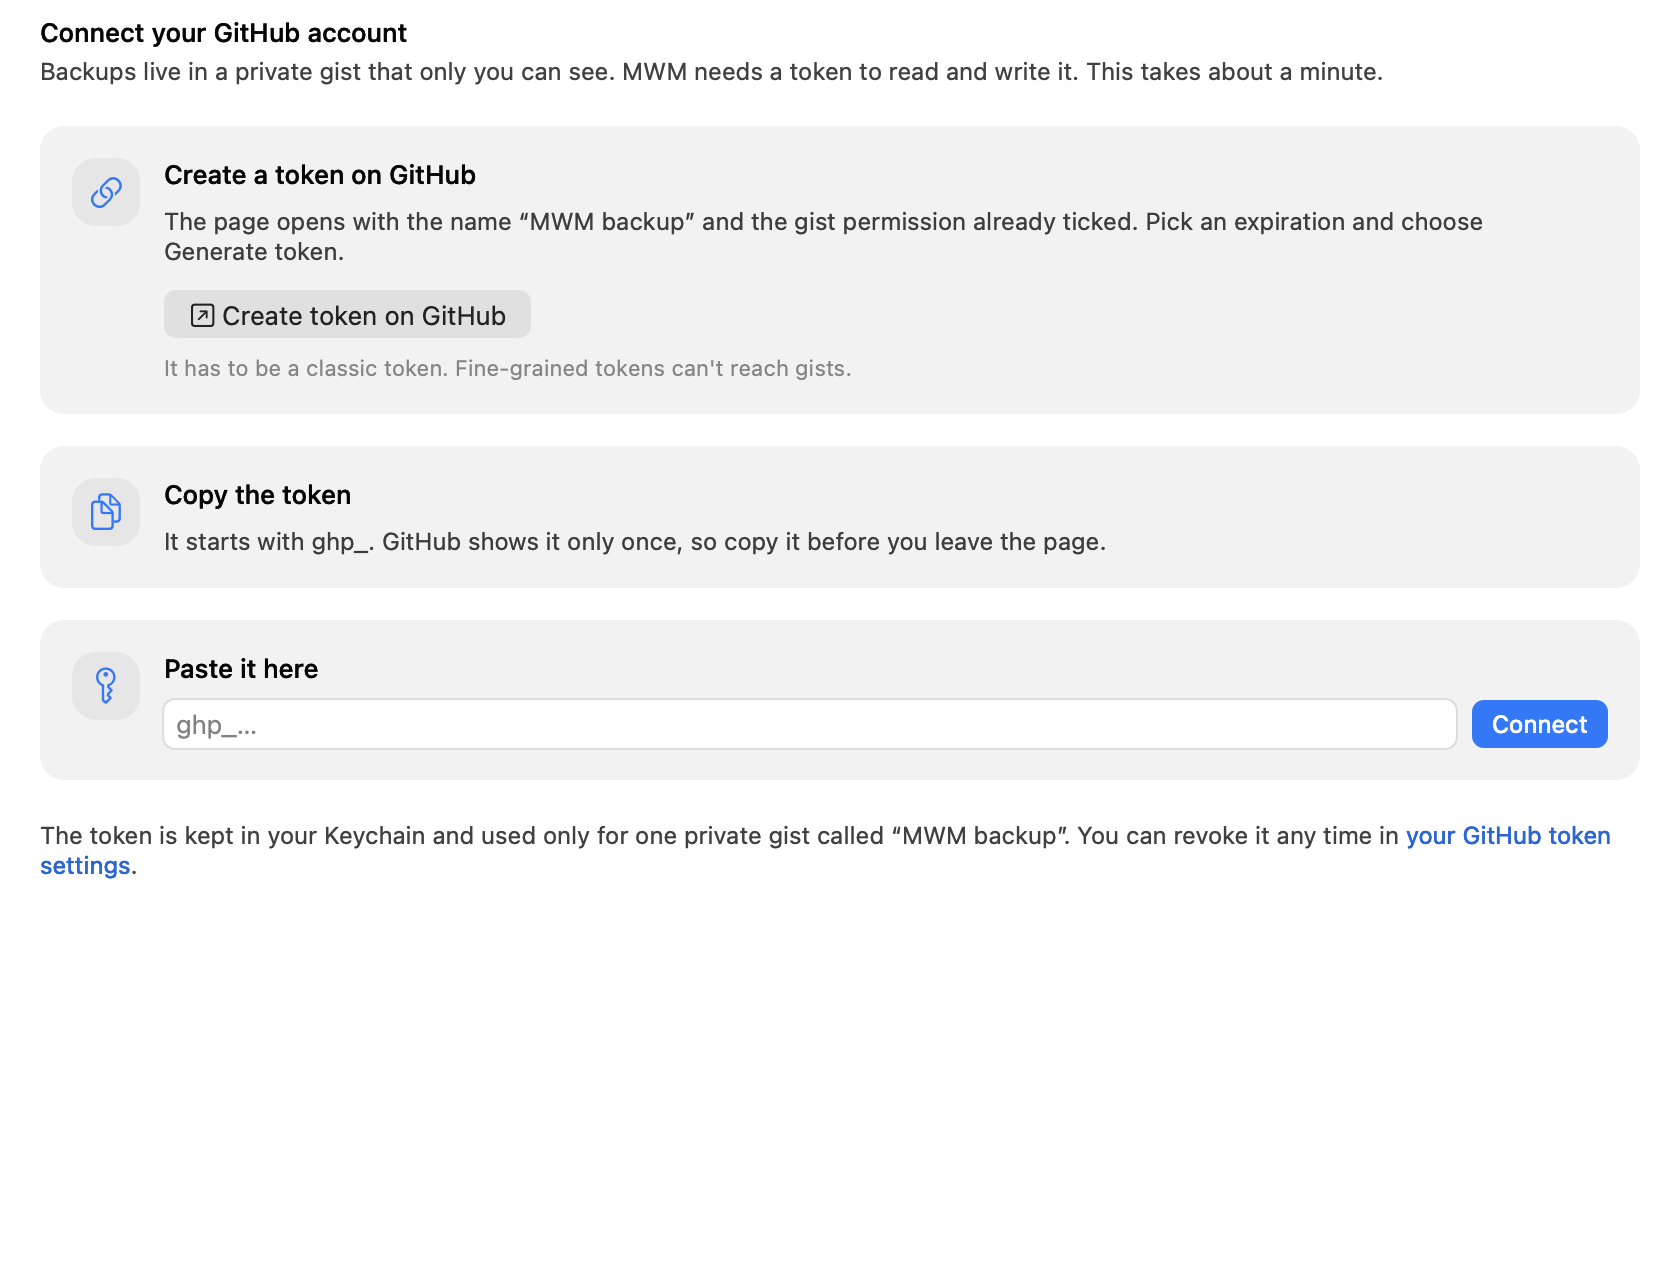 Connect your GitHub account
Backups live in a private gist that only you can see. MWM needs a token to read and write it. This takes about a minute.
Create a token on GitHub
The page opens with the name “MWM backup” and the gist permission already ticked. Pick an expiration and choose
Generate token.
Create token on GitHub
It has to be a classic token. Fine-grained tokens can't reach gists.
Copy the token
It starts with ghp_. GitHub shows it only once, so copy it before you leave the page.
Paste it here
ghp_...
Connect
The token is kept in your Keychain and used only for one private gist called “MWM backup”. You can revoke it any time in your GitHub token
settings.